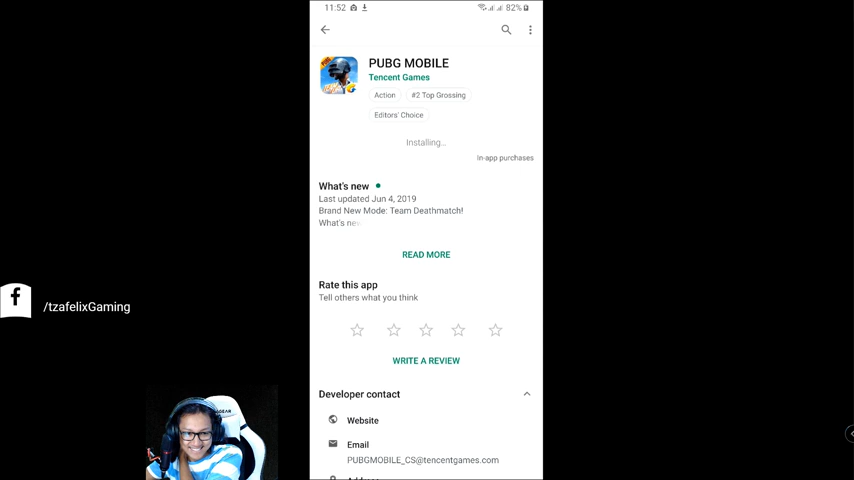 11:52
82%
PUBG MOBILE
Tencent Games
Action
#2 Top Grossing
Editors' Choice
Installing...
In-app purchases
What's new
Last updated Jun 4, 2019
Brand New Mode: Team Deathmatch!
What's new
READ MORE
Rate this app
Tell others what you think
WRITE A REVIEW
Developer contact
Website
Email
PUBGMOBILE_CS@tencentgames.com
/tzafelixGaming